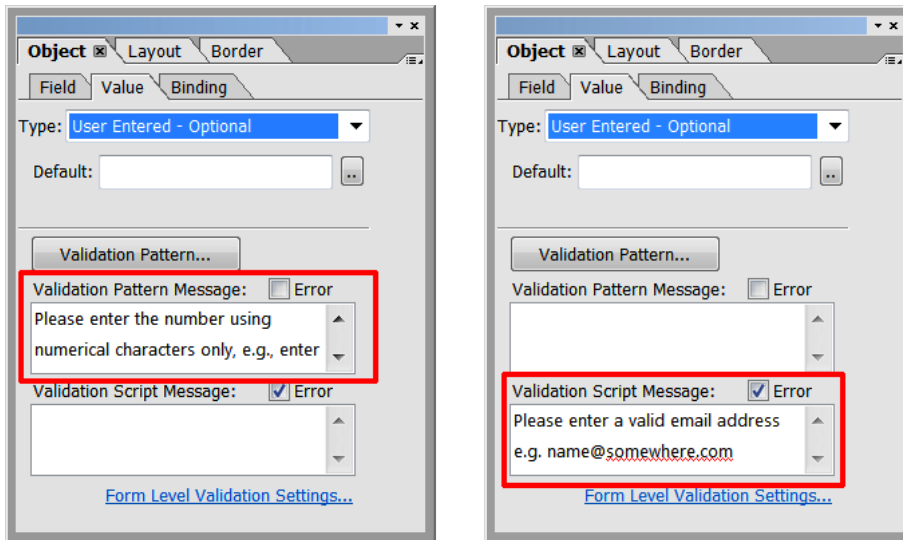 Object Layout Border
Field Value Binding
Type: User Entered - Optional
Default:
..
Validation Pattern...
Validation Pattern Message: Error
Please enter the number using
numerical characters only, e.g., enter
Validation Script Message: Error
Form Level Validation Settings...
Object Layout Border
Field Value Binding
Type: User Entered - Optional
Default:
..
Validation Pattern...
Validation Pattern Message: Error
Validation Script Message: Error
Please enter a valid email address
e.g. name@somewhere.com
Form Level Validation Settings...